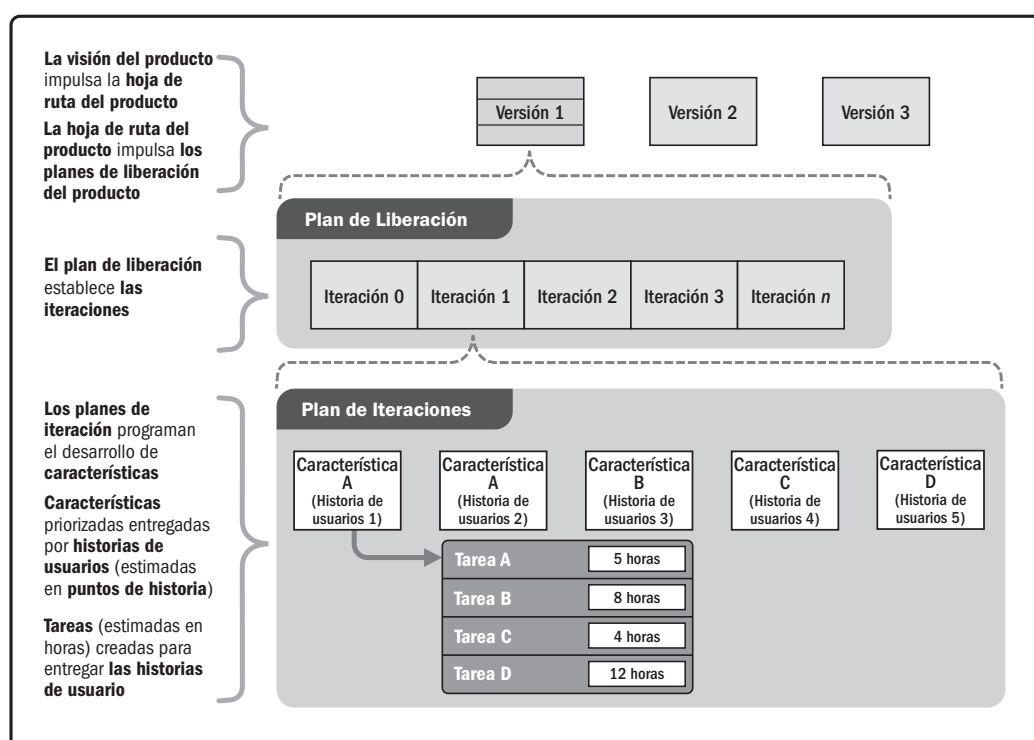 La visión del producto
impulsa la hoja de
ruta del producto
La hoja de ruta del
producto impulsa los
planes de liberación
del producto
Versión 1
Versión 2
Versión 3
Plan de Liberación
El plan de liberación
establece las
iteraciones
Iteración 0
Iteración 1
Iteración 2
Iteración 3
Iteración n
Plan de Iteraciones
Los planes de
iteración programan
el desarrollo de
características
Características
priorizadas entregadas
por historias de
usuarios (estimadas
en puntos de historia)
Tareas (estimadas en
horas) creadas para
entregar las historias
de usuario
Característica
A
(Historia de
usuarios 1)
Característica
A
(Historia de
usuarios 2)
Característica
B
(Historia de
usuarios 3)
Característica
C
(Historia de
usuarios 4)
Característica
D
(Historia de
usuarios 5)
Tarea A
5 horas
Tarea B
8 horas
Tarea C
4 horas
Tarea D
12 horas